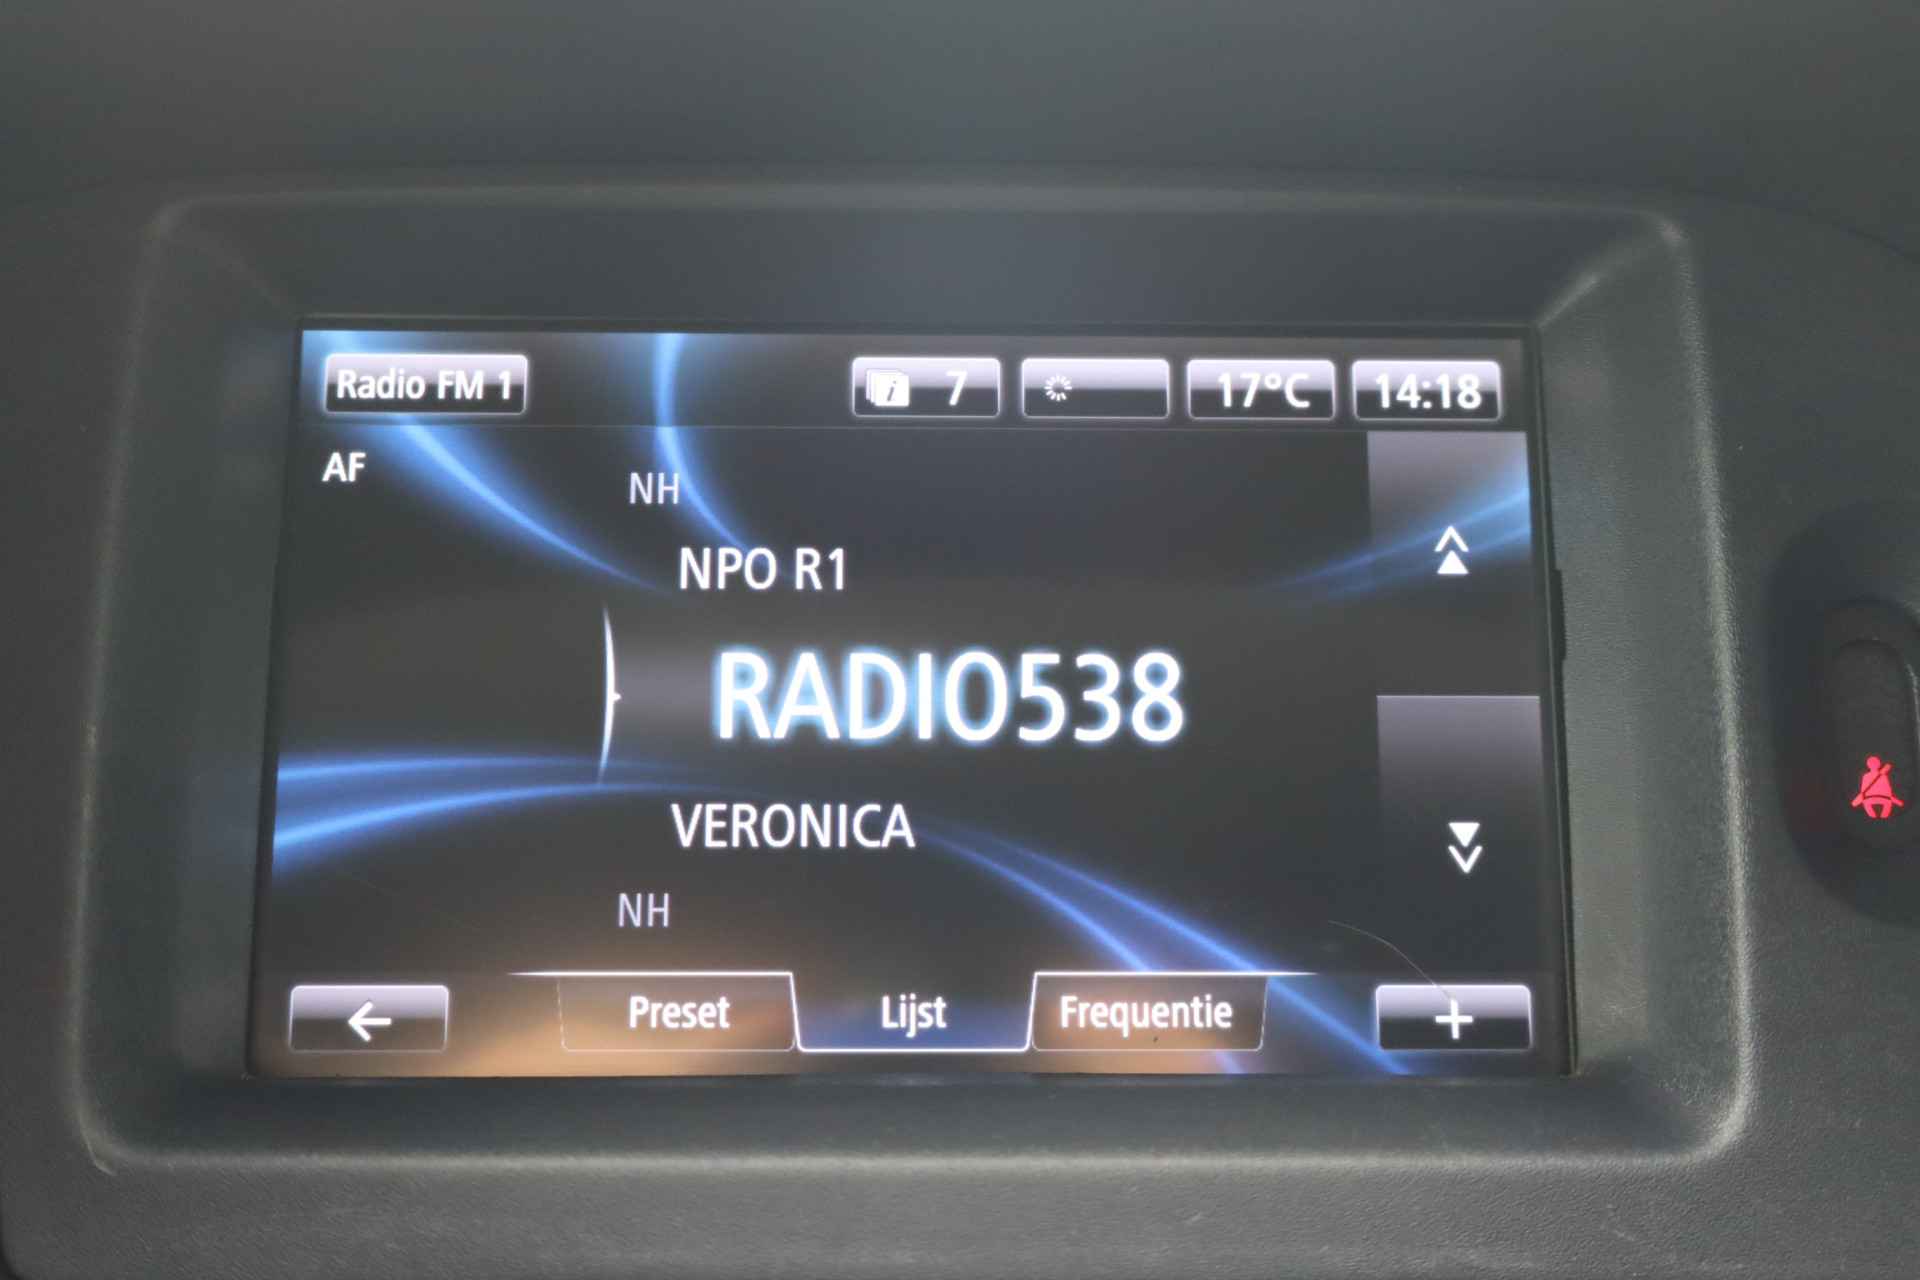 Radio FM 1
i 7
17°C
14:18
AF
NH
NPO R1
RADIO538
VERONICA
NH
Preset
Lijst
Frequentie
+